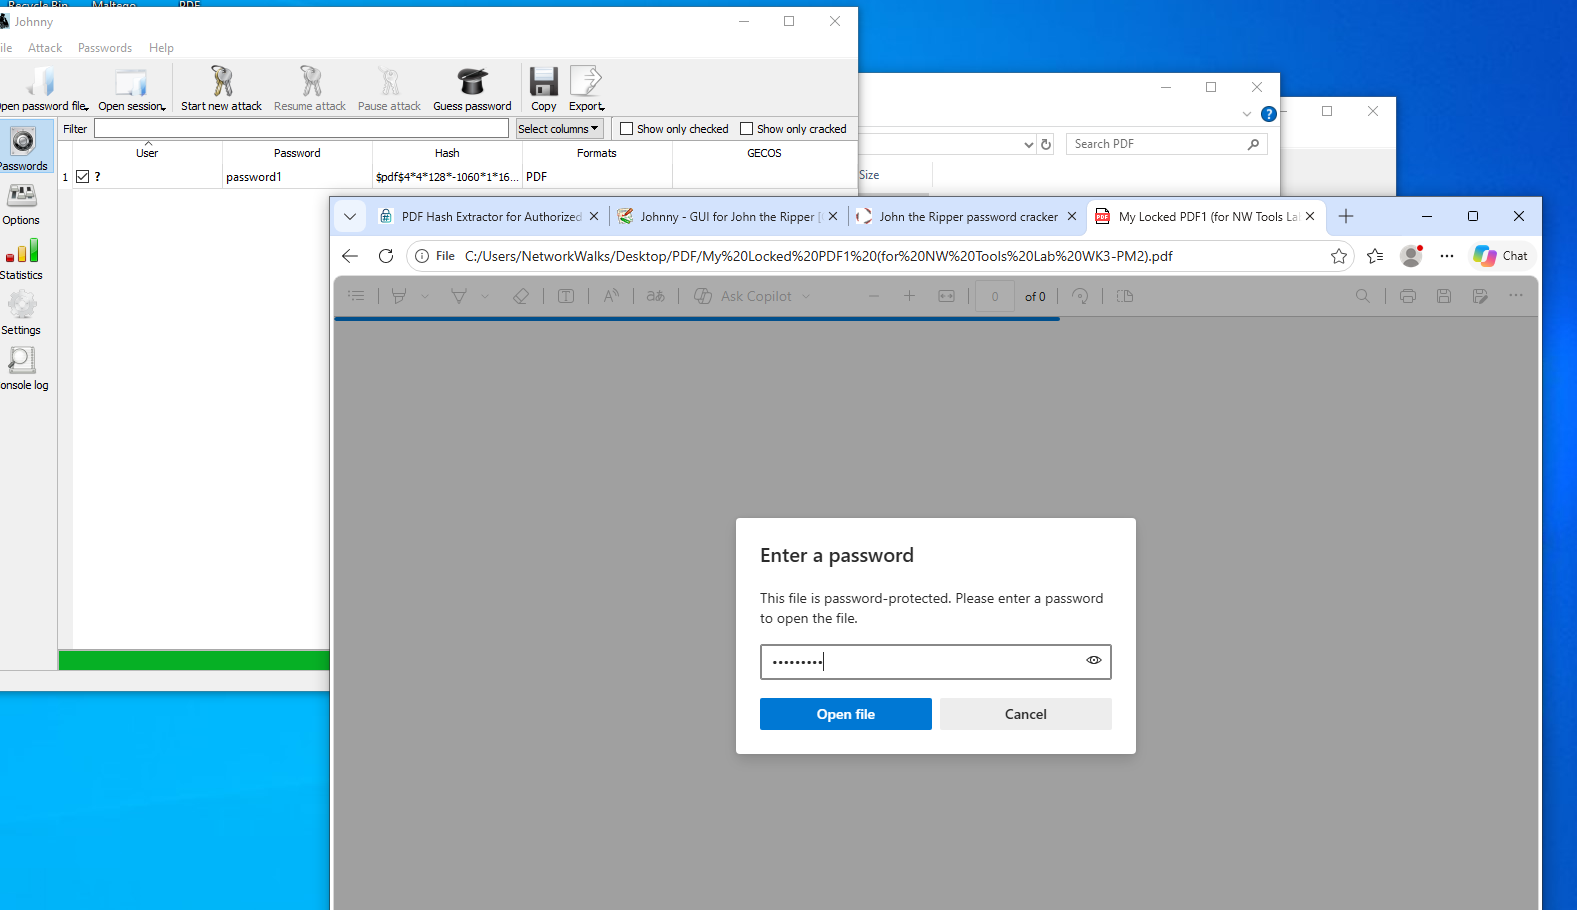 Recycle Bin Maltego PDF
Johnny
ile Attack Passwords Help
pen password file Open session Start new attack Resume attack Pause attack Guess password Copy Export
Filter Select columns Show only checked Show only cracked
User Password Hash Formats GECOS
1 ? password1 $pdf$4*4*128*-1060*1*16... PDF
asswords
Options
Statistics
Settings
onsole log
Search PDF
Size
PDF Hash Extractor for Authorized Johnny - GUI for John the Ripper [ John the Ripper password cracker My Locked PDF1 (for NW Tools La
File C:/Users/NetworkWalks/Desktop/PDF/My%20Locked%20PDF1%20(for%20NW%20Tools%20Lab%20WK3-PM2).pdf Chat
Ask Copilot 0 of 0
Enter a password
This file is password-protected. Please enter a password
to open the file.
•••••••••
Open file Cancel